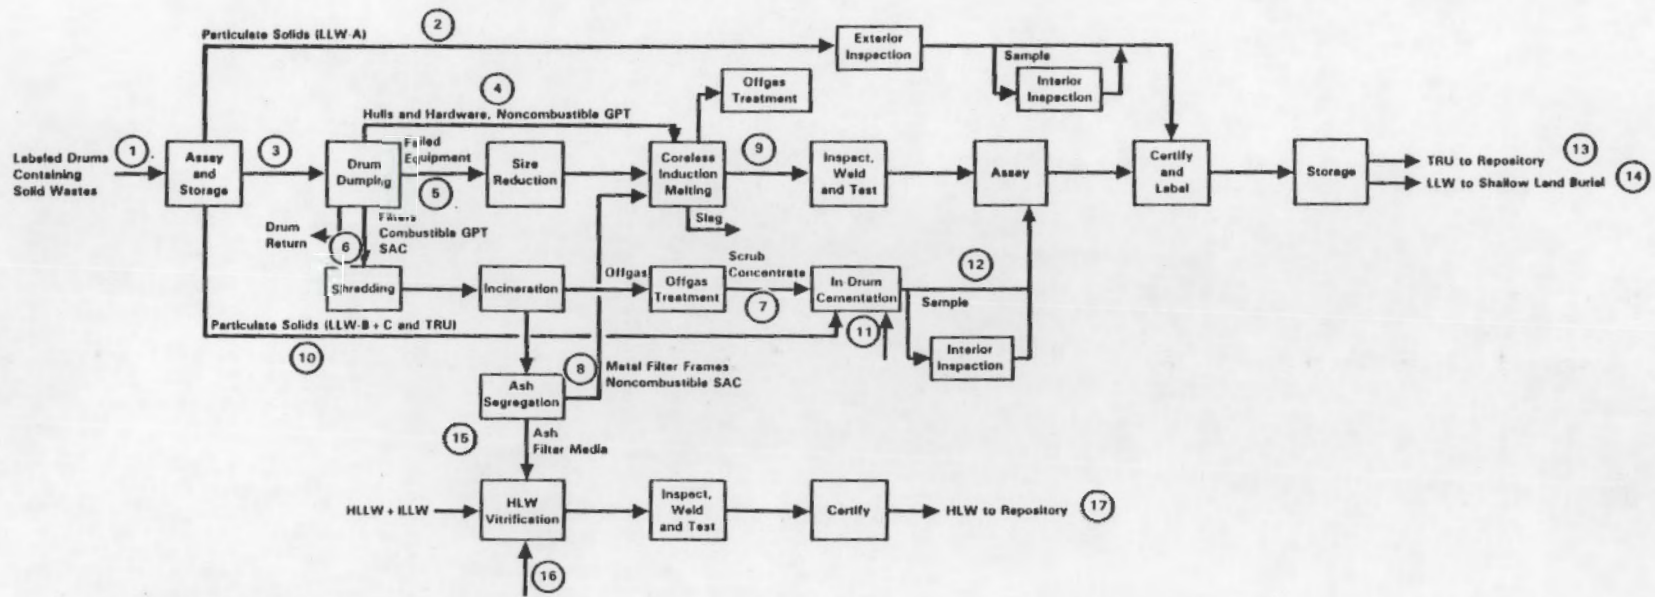 2
Particulate Solids (LLW-A)
Exterior
Inspection
Sample
Interior
Inspection
Offgas
Treatment
4
Hulls and Hardware, Noncombustible GPT
1
Labeled Drums
Containing
Solid Wastes
Assay
and
Storage
3
Drum
Dumping
Failed
Equipment
5
Size
Reduction
Coreless
Induction
Melting
9
Inspect,
Weld
and Test
Assay
Certify
and
Label
Storage
TRU to Repository
13
LLW to Shallow Land Burial
14
Slag
Drum
Return
6
Filters
Combustible GPT
SAC
Shredding
Incineration
Offgas
Offgas
Treatment
Scrub
Concentrate
7
In Drum
Cementation
12
Sample
11
Interior
Inspection
Particulate Solids (LLW-B + C and TRU)
10
8
Metal Filter Frames
Noncombustible SAC
Ash
Segregation
15
Ash
Filter Media
HLLW + ILLW
HLW
Vitrification
Inspect,
Weld
and Test
Certify
HLW to Repository
17
16